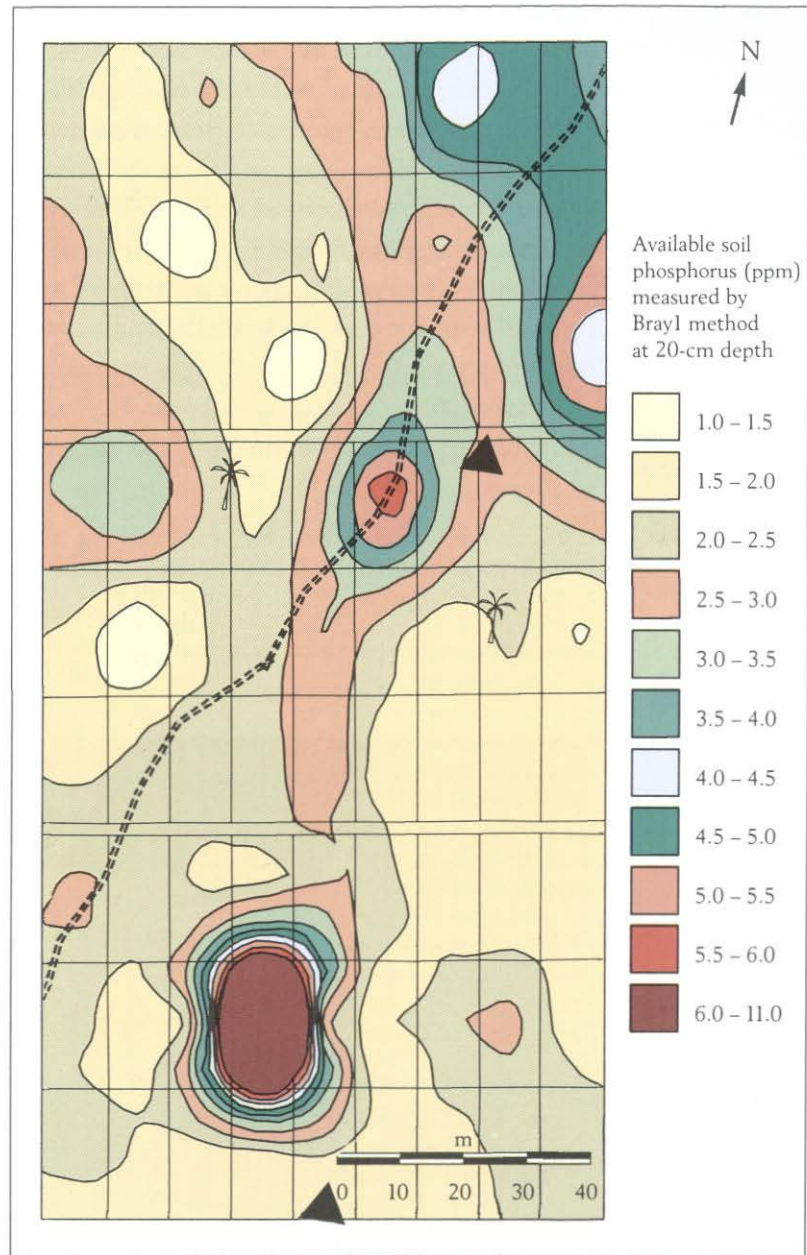 N
Available soil
phosphorus (ppm)
measured by
Bray1 method
at 20-cm depth
1.0 – 1.5
1.5 – 2.0
2.0 – 2.5
2.5 – 3.0
3.0 – 3.5
3.5 – 4.0
4.0 – 4.5
4.5 – 5.0
5.0 – 5.5
5.5 – 6.0
6.0 – 11.0
m
0 10 20 30 40